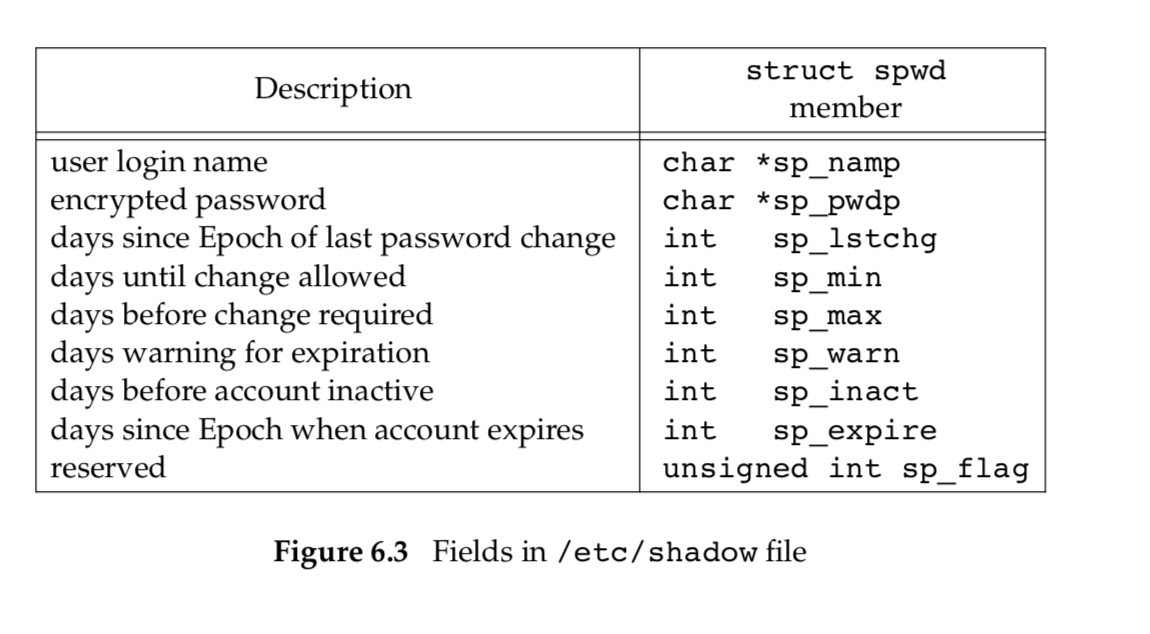 Description struct spwd
member
user login name char *sp_namp
encrypted password char *sp_pwdp
days since Epoch of last password change int sp_lstchg
days until change allowed int sp_min
days before change required int sp_max
days warning for expiration int sp_warn
days before account inactive int sp_inact
days since Epoch when account expires int sp_expire
reserved unsigned int sp_flag
Figure 6.3 Fields in /etc/shadow file